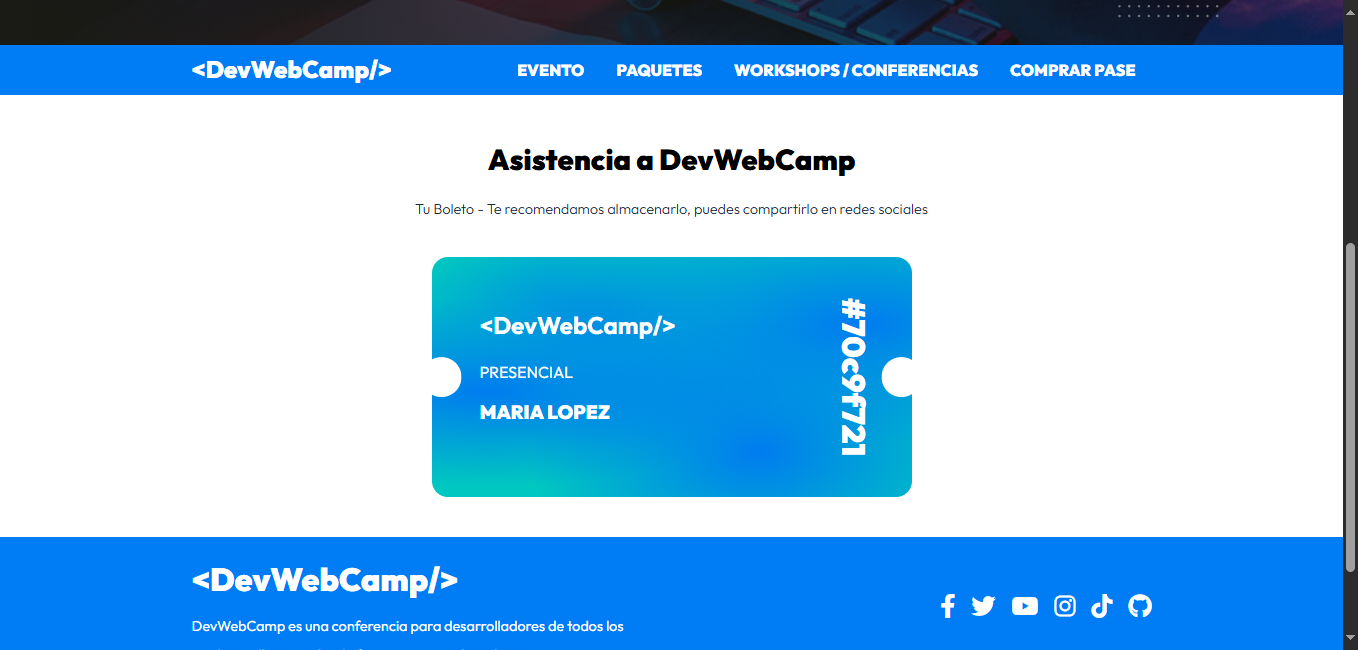 <DevWebCamp/>
EVENTO PAQUETES WORKSHOPS / CONFERENCIAS COMPRAR PASE
Asistencia a DevWebCamp
Tu Boleto - Te recomendamos almacenarlo, puedes compartirlo en redes sociales
<DevWebCamp/>
PRESENCIAL
MARIA LOPEZ
#70c9f721
<DevWebCamp/>
DevWebCamp es una conferencia para desarrolladores de todos los